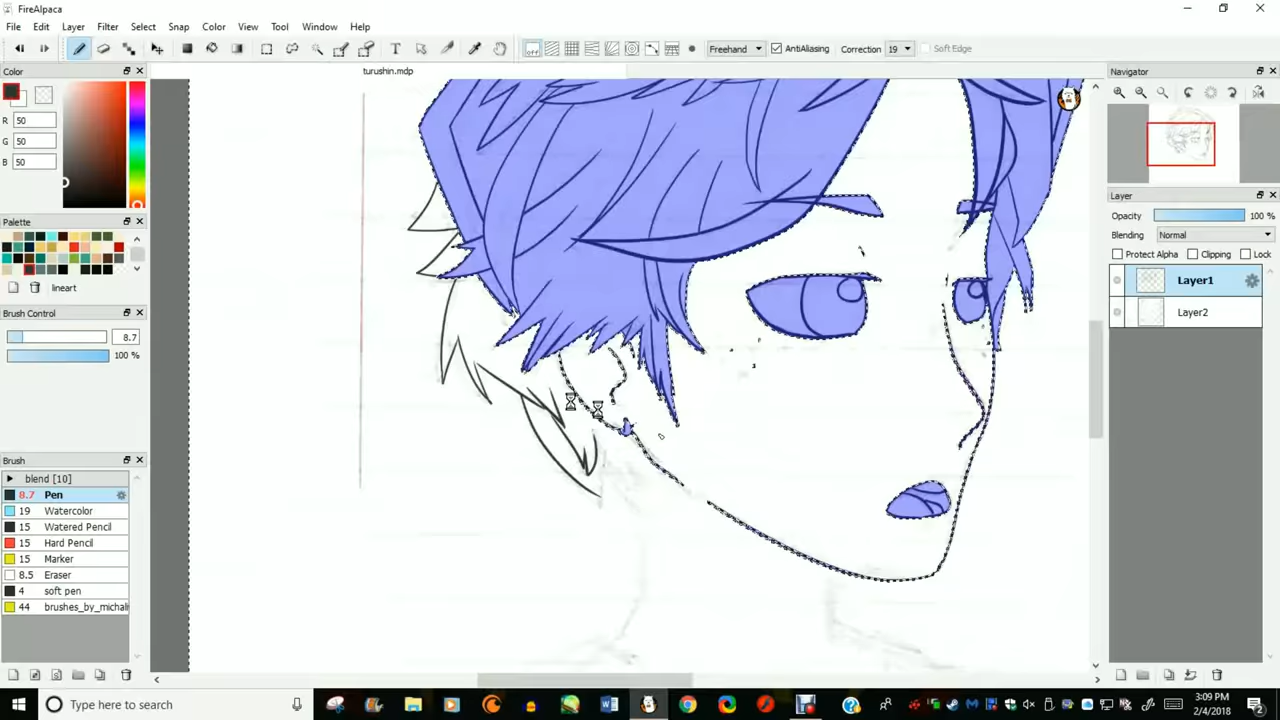 FireAlpaca
File Edit Layer Filter Select Snap Color View Tool Window Help
Freehand AntiAliasing Correction 19 Soft Edge
turushin.mdp
Color
R 50
G 50
B 50
Palette
lineart
Brush Control
8.7
100 %
Brush
blend [10]
8.7 Pen
19 Watercolor
15 Watered Pencil
15 Hard Pencil
15 Marker
8.5 Eraser
4 soft pen
44 brushes_by_michali
Navigator
Layer
Opacity 100 %
Blending Normal
Protect Alpha Clipping Lock
Layer1
Layer2
Type here to search
3:09 PM
2/4/2018